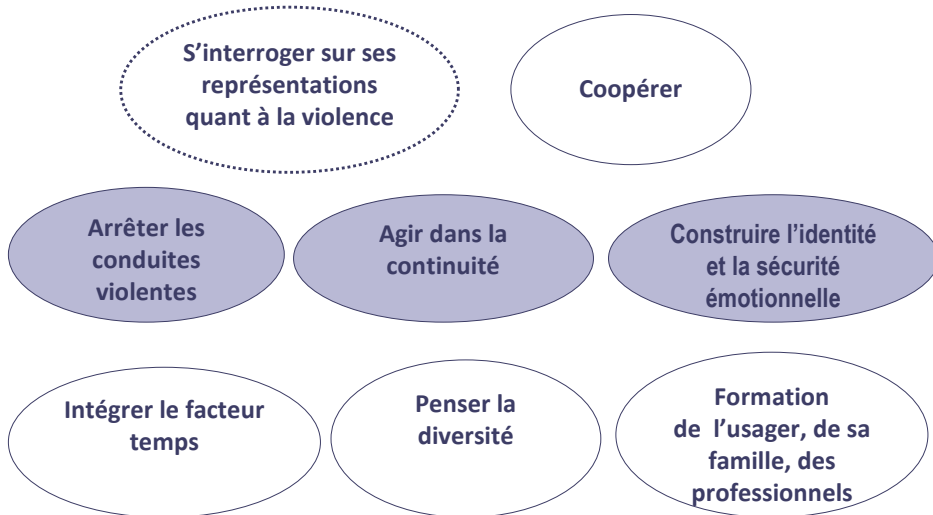 S’interroger sur ses
représentations
quant à la violence
Coopérer
Arrêter les
conduites
violentes
Agir dans la
continuité
Construire l’identité
et la sécurité
émotionnelle
Intégrer le facteur
temps
Penser la
diversité
Formation
de l’usager, de sa
famille, des
professionnels